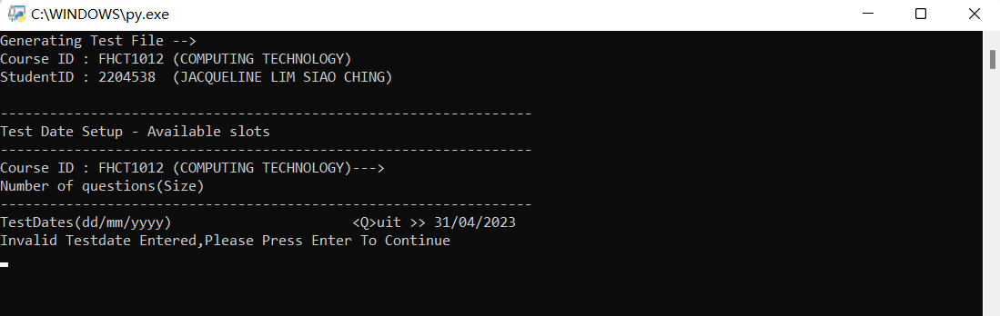 C:\WINDOWS\py.exe
Generating Test File -->
Course ID : FHCT1012 (COMPUTING TECHNOLOGY)
StudentID : 2204538  (JACQUELINE LIM SIAO CHING)
-----------------------------------------------------------------
Test Date Setup - Available slots
-----------------------------------------------------------------
Course ID : FHCT1012 (COMPUTING TECHNOLOGY)--->
Number of questions(Size)
-----------------------------------------------------------------
TestDates(dd/mm/yyyy)                      <Q>uit >> 31/04/2023
Invalid Testdate Entered,Please Press Enter To Continue